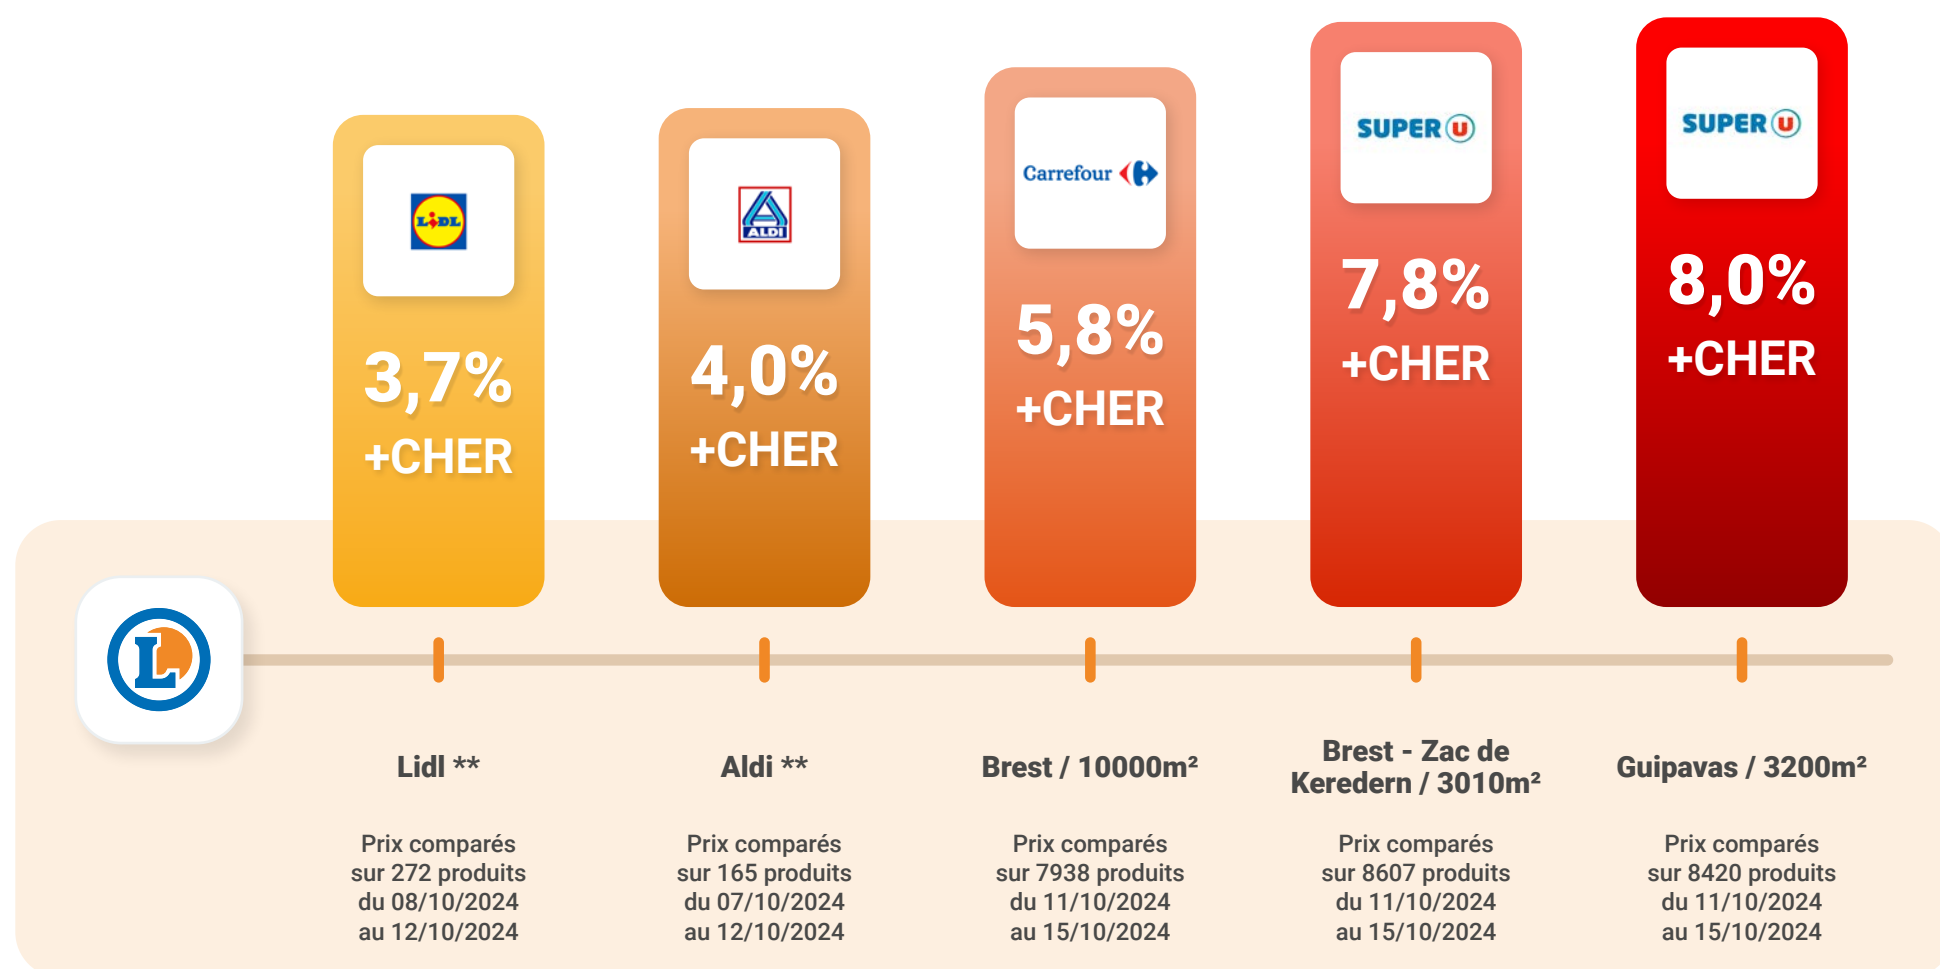 LIDL
3,7%
+CHER
ALDI
4,0%
+CHER
Carrefour
5,8%
+CHER
SUPER U
7,8%
+CHER
SUPER U
8,0%
+CHER
L
Lidl **
Prix comparés
sur 272 produits
du 08/10/2024
au 12/10/2024
Aldi **
Prix comparés
sur 165 produits
du 07/10/2024
au 12/10/2024
Brest / 10000m²
Prix comparés
sur 7938 produits
du 11/10/2024
au 15/10/2024
Brest - Zac de
Keredern / 3010m²
Prix comparés
sur 8607 produits
du 11/10/2024
au 15/10/2024
Guipavas / 3200m²
Prix comparés
sur 8420 produits
du 11/10/2024
au 15/10/2024